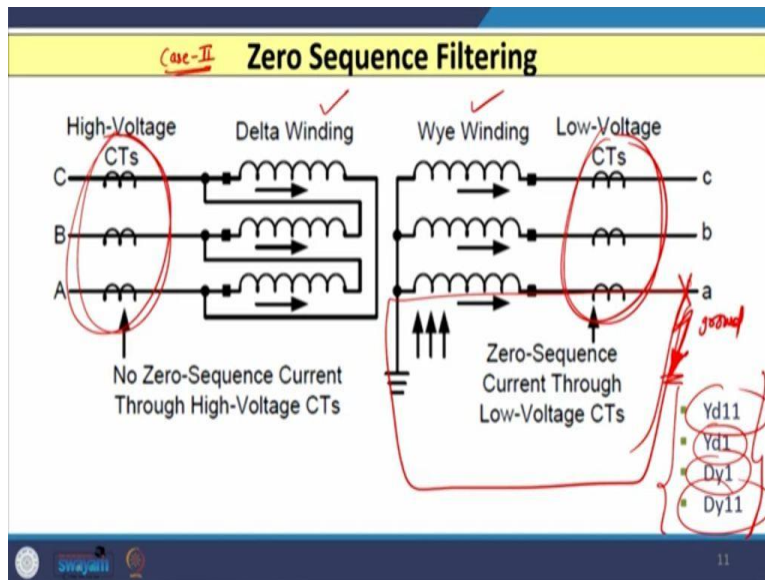 Case-II Zero Sequence Filtering
High-Voltage
CTs
Delta Winding
Wye Winding
Low-Voltage
CTs
C
c
B
b
A
a
ground
No Zero-Sequence Current
Through High-Voltage CTs
Zero-Sequence
Current Through
Low-Voltage CTs
Yd11
Yd1
Dy1
Dy11
swayam
11